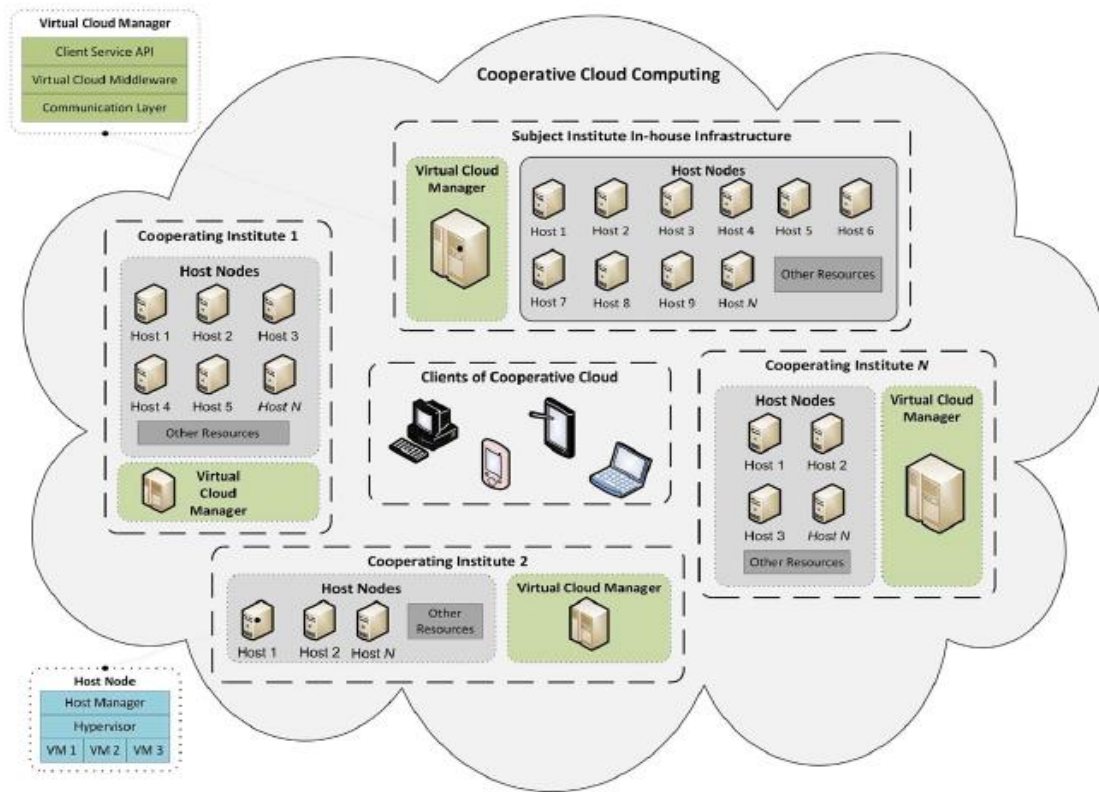 Virtual Cloud Manager
Client Service API
Virtual Cloud Middleware
Communication Layer
Cooperative Cloud Computing
Subject Institute In-house Infrastructure
Virtual Cloud
Manager
Host Nodes
Host 1 Host 2 Host 3 Host 4 Host 5 Host 6
Host 7 Host 8 Host 9 Host N
Other Resources
Cooperating Institute 1
Host Nodes
Host 1 Host 2 Host 3
Host 4 Host 5 Host N
Other Resources
Virtual
Cloud
Manager
Clients of Cooperative Cloud
Cooperating Institute N
Host Nodes
Host 1 Host 2
Host 3 Host N
Other Resources
Virtual Cloud
Manager
Cooperating Institute 2
Host Nodes
Host 1 Host 2 Host N
Other
Resources
Virtual Cloud Manager
Host Node
Host Manager
Hypervisor
VM 1 VM 2 VM 3